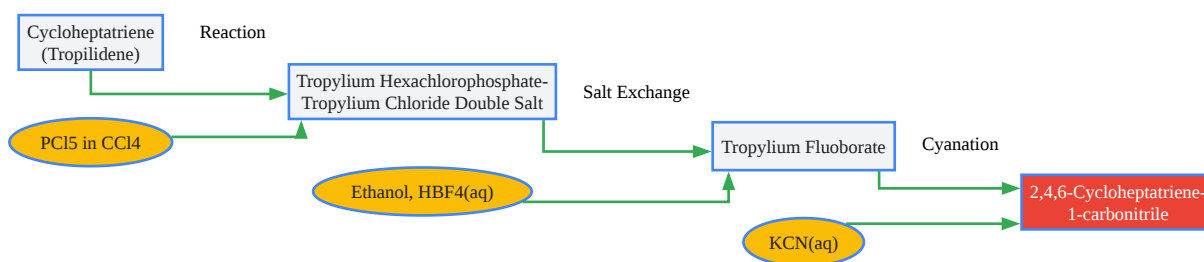 Cycloheptatriene
(Tropilidene)
Reaction
PCl5 in CCl4
Tropylium Hexachlorophosphate-
Tropylium Chloride Double Salt
Salt Exchange
Ethanol, HBF4(aq)
Tropylium Fluoborate
Cyanation
KCN(aq)
2,4,6-Cycloheptatriene-
1-carbonitrile